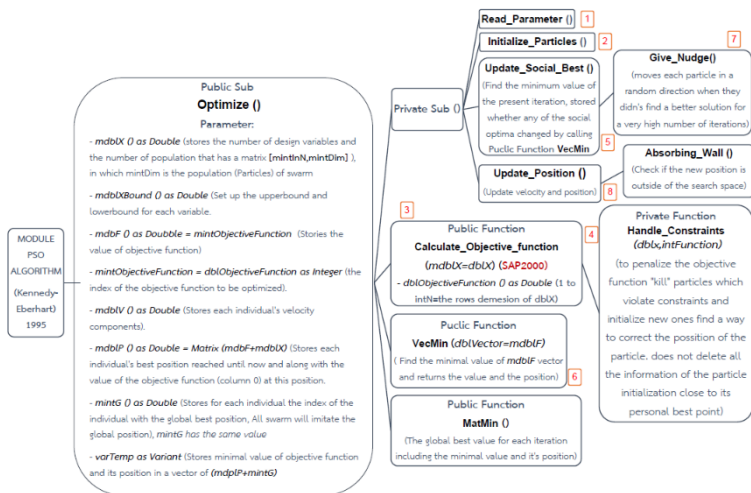 MODULE
PSO
ALGORITHM
(Kennedy-
Eberhart)
1995
Public Sub
Optimize ()
Parameter:
- mdblX () as Double (stores the number of design variables and
the number of population that has a matrix [mintInN,mintDim] ),
in which mintDim is the population (Particles) of swarm
- mdblXBound () as Double (Set up the upperbound and
lowerbound for each variable.
- mdbF () as Doubble = mintObjectiveFunction (Stores the
value of objective function)
- mintObjectiveFunction = dblObjectiveFunction as Integer (the
index of the objective function to be optimized).
- mdblV () as Double (Stores each individual's velocity
components).
- mdblP () as Double = Matrix (mdbF+mdblX) (Stores each
individual's best position reached until now and along with the
value of the objective function (column 0) at this position.
- mintG () as Double (Stores for each individual the index of the
individual with the global best position, All swarm will imitate the
global position), mintG has the same value
- varTemp as Variant (Stores minimal value of objective function
and its position in a vector of (mdplP+mintG)
Private Sub ()
Read_Parameter ()
1
Initialize_Particles ()
2
Update_Social_Best ()
(Find the minimum value of
the present iteration, stored
whether any of the social
optima changed by calling
Puclic Function VecMin
5
7
Give_Nudge()
(moves each particle in a
random direction when they
didn's find a better solution for
a very high number of iterations)
Update_Position ()
(Update velocity and position)
8
Absorbing_Wall ()
(Check if the new position is
outside of the search space)
3
Public Function
Calculate_Objective_function
(mdblX=dblX) (SAP2000)
- dblObjectiveFunction () as Double (1 to
intN=the rows demesion of dblX)
4
Private Function
Handle_Constraints
(dblx,intFunction)
(to penalize the objective
function "kill" particles which
violate constraints and
initialize new ones find a way
to correct the possition of the
particle. does not delete all
the information of the particle
initialization close to its
personal best point)
Puclic Function
VecMin (dblVector=mdblF)
( Find the minimal value of mdblF vector
and returns the value and the position)
6
Public Function
MatMin ()
(The global best value for each iteration
including the minimal value and it's position)